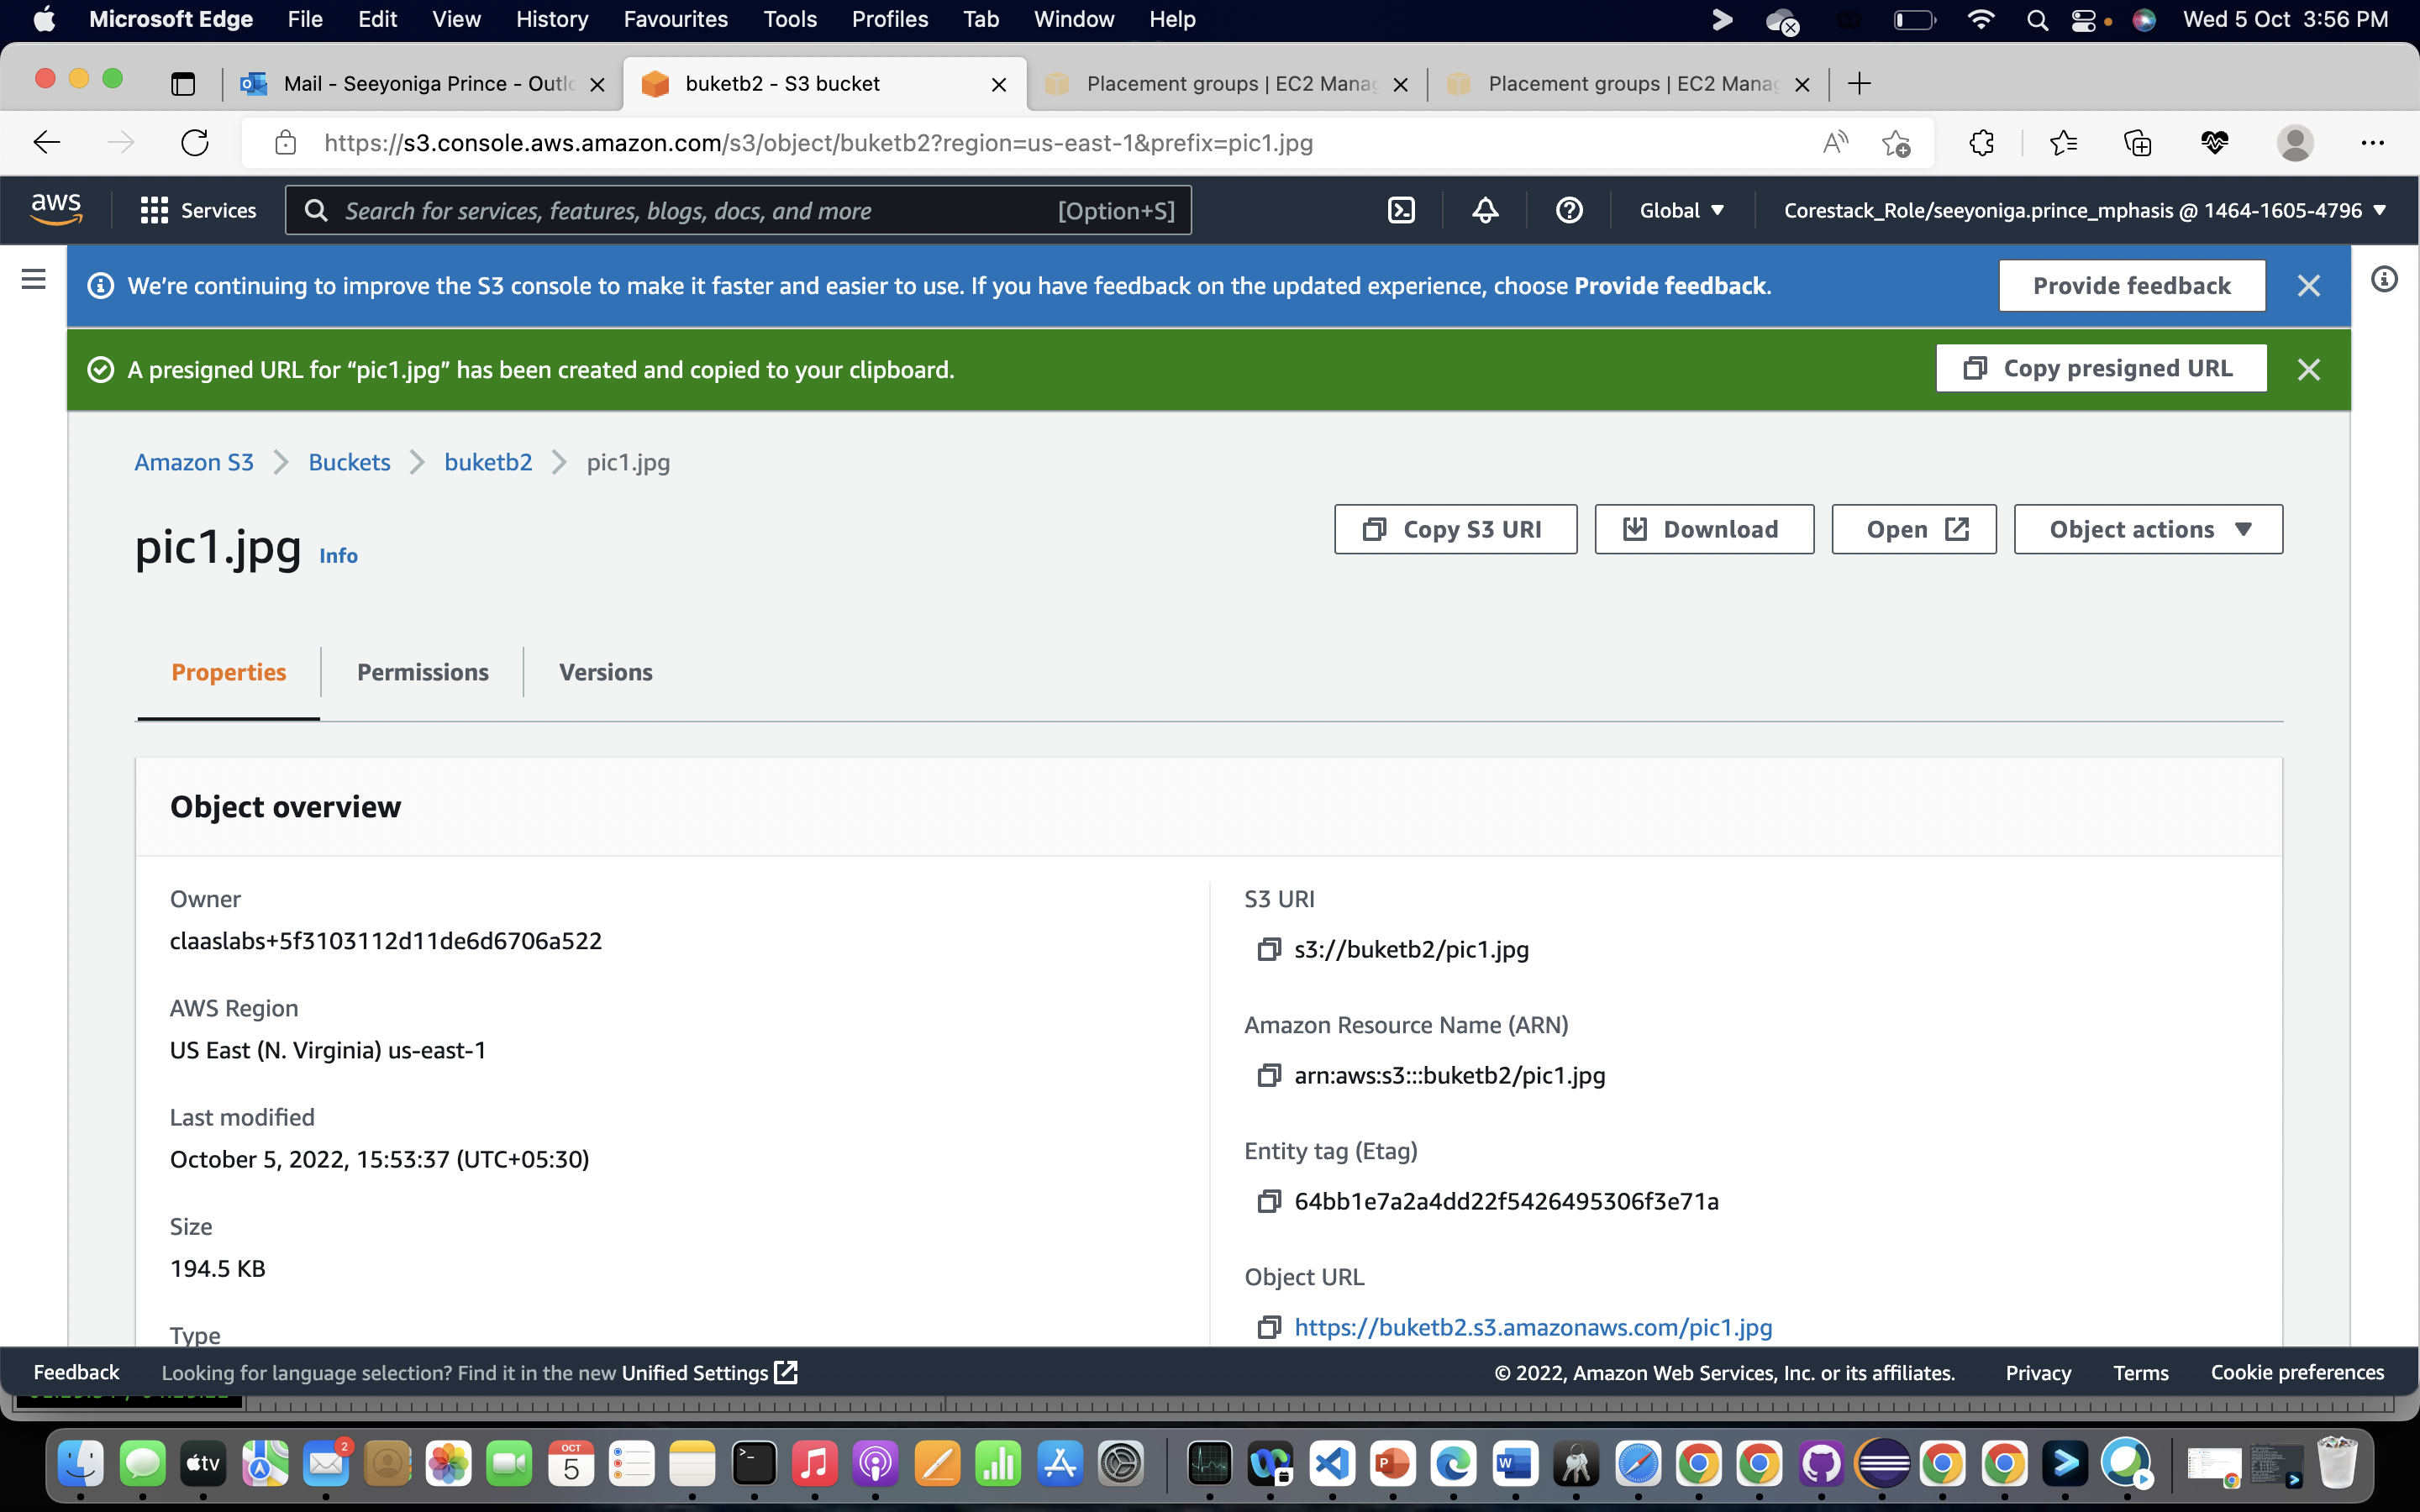 Microsoft Edge File Edit View History Favourites Tools Profiles Tab Window Help Wed 5 Oct 3:56 PM
Mail - Seeyoniga Prince - Outlo buketb2 - S3 bucket Placement groups | EC2 Manag Placement groups | EC2 Manag
https://s3.console.aws.amazon.com/s3/object/buketb2?region=us-east-1&prefix=pic1.jpg
aws Services Search for services, features, blogs, docs, and more [Option+S] Global Corestack_Role/seeyoniga.prince_mphasis @ 1464-1605-4796
We're continuing to improve the S3 console to make it faster and easier to use. If you have feedback on the updated experience, choose Provide feedback. Provide feedback
A presigned URL for “pic1.jpg” has been created and copied to your clipboard. Copy presigned URL
Amazon S3 Buckets buketb2 pic1.jpg
pic1.jpg Info Copy S3 URI Download Open Object actions
Properties Permissions Versions
Object overview
Owner
claaslabs+5f3103112d11de6d6706a522
AWS Region
US East (N. Virginia) us-east-1
Last modified
October 5, 2022, 15:53:37 (UTC+05:30)
Size
194.5 KB
Type
S3 URI
s3://buketb2/pic1.jpg
Amazon Resource Name (ARN)
arn:aws:s3:::buketb2/pic1.jpg
Entity tag (Etag)
64bb1e7a2a4dd22f5426495306f3e71a
Object URL
https://buketb2.s3.amazonaws.com/pic1.jpg
Feedback Looking for language selection? Find it in the new Unified Settings © 2022, Amazon Web Services, Inc. or its affiliates. Privacy Terms Cookie preferences
tv 2 OCT 5